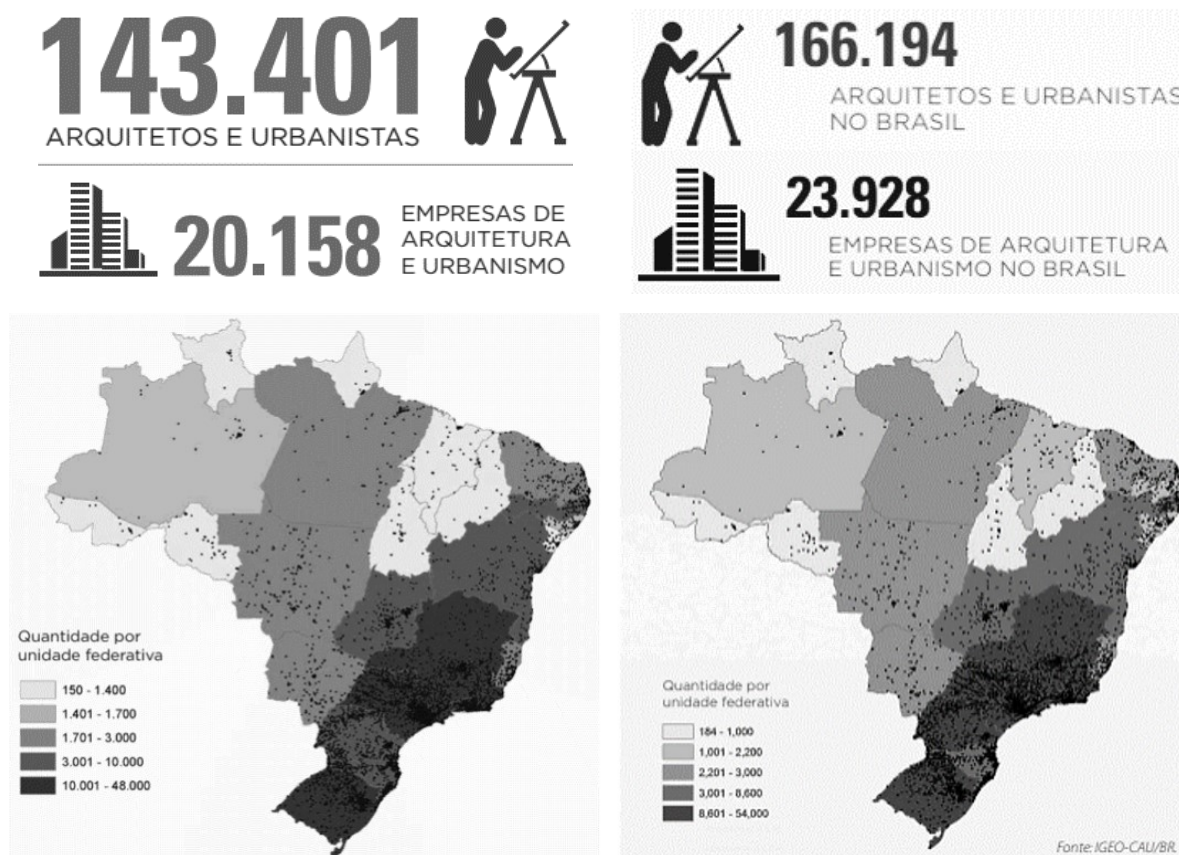 143.401
ARQUITETOS E URBANISTAS
20.158
EMPRESAS DE
ARQUITETURA
E URBANISMO
Quantidade por
unidade federativa
150 - 1.400
1.401 - 1.700
1.701 - 3.000
3.001 - 10.000
10.001 - 48.000
166.194
ARQUITETOS E URBANISTAS
NO BRASIL
23.928
EMPRESAS DE ARQUITETURA
E URBANISMO NO BRASIL
Quantidade por
unidade federativa
184 - 1,000
1,001 - 2,200
2,201 - 3,000
3,001 - 8,600
8,601 - 54,000
Fonte: IGEO-CAU/BR.